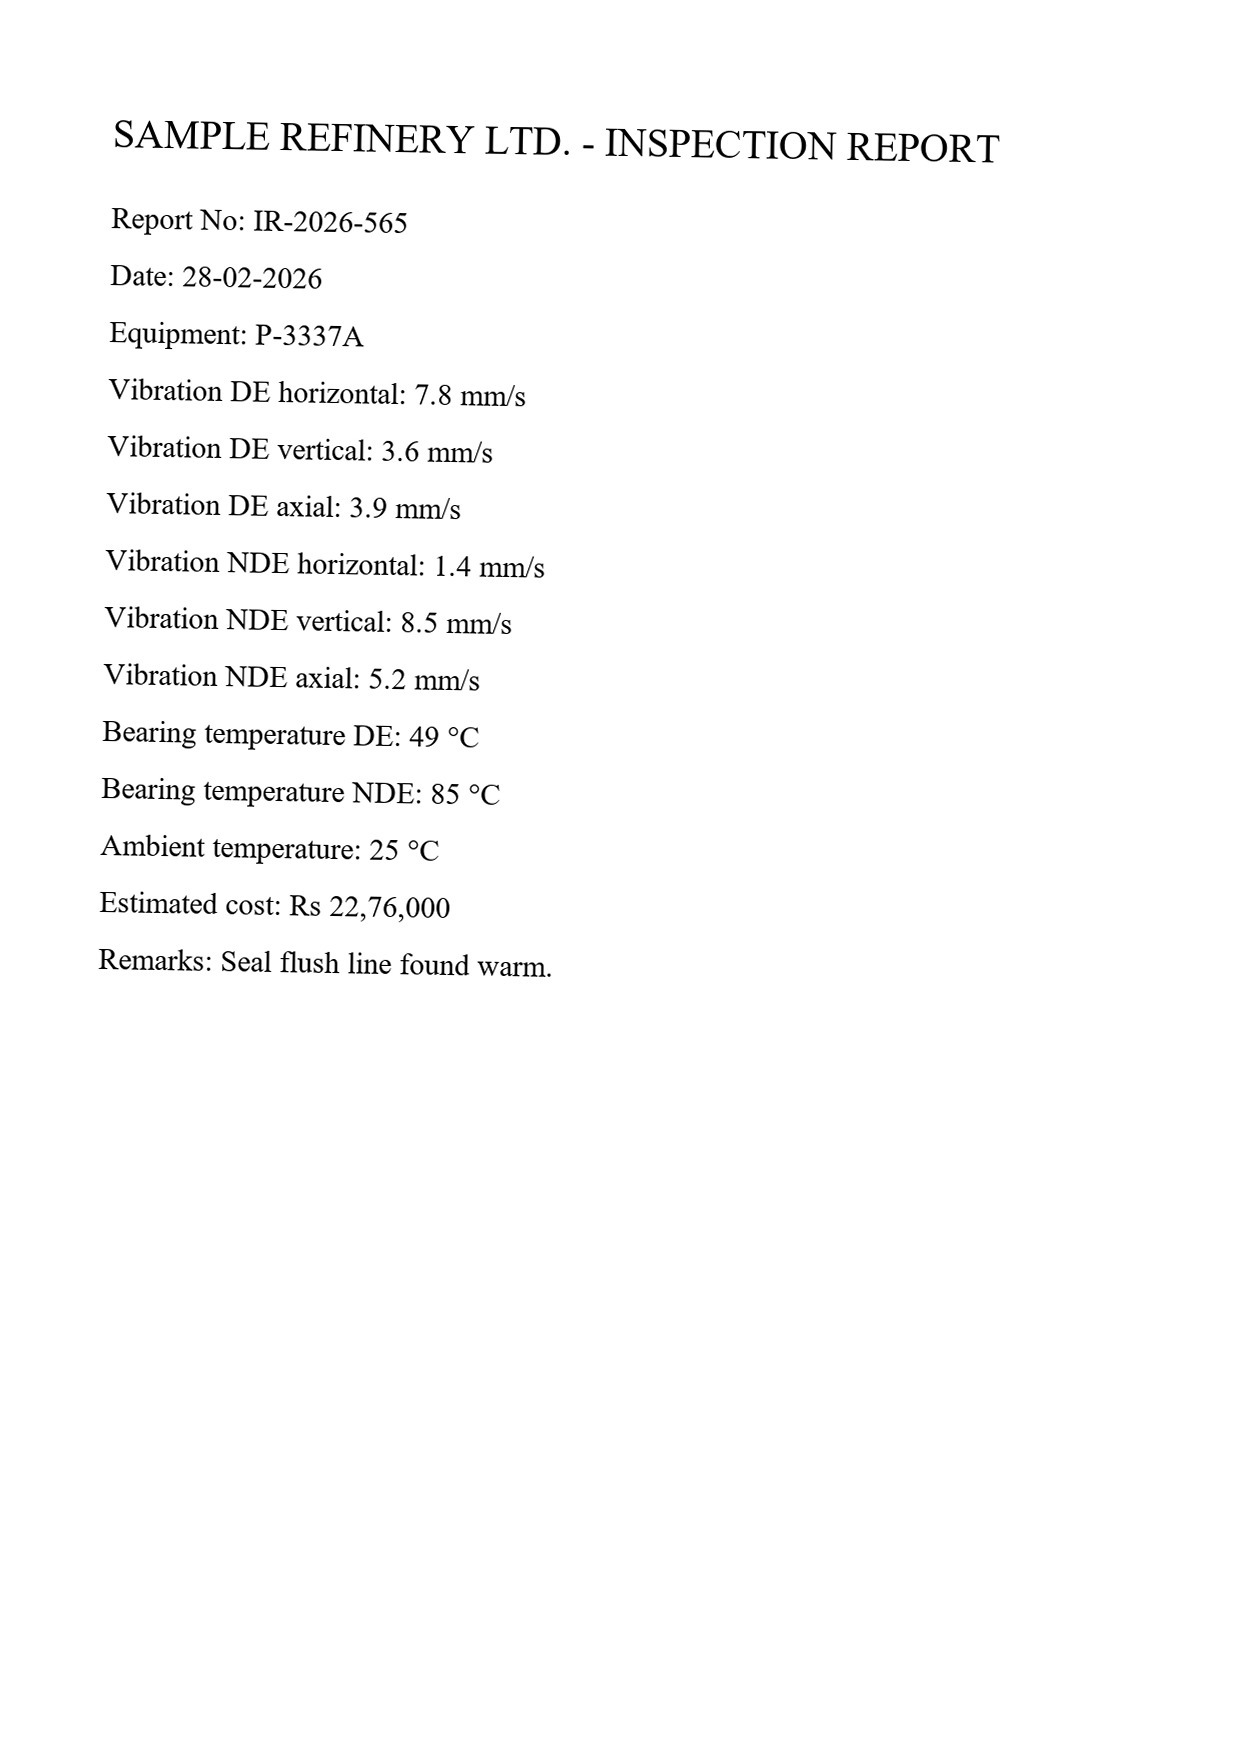 SAMPLE REFINERY LTD. - INSPECTION REPORT
Report No: IR-2026-565
Date: 28-02-2026
Equipment: P-3337A
Vibration DE horizontal: 7.8 mm/s
Vibration DE vertical: 3.6 mm/s
Vibration DE axial: 3.9 mm/s
Vibration NDE horizontal: 1.4 mm/s
Vibration NDE vertical: 8.5 mm/s
Vibration NDE axial: 5.2 mm/s
Bearing temperature DE: 49 °C
Bearing temperature NDE: 85 °C
Ambient temperature: 25 °C
Estimated cost: Rs 22,76,000
Remarks: Seal flush line found warm.